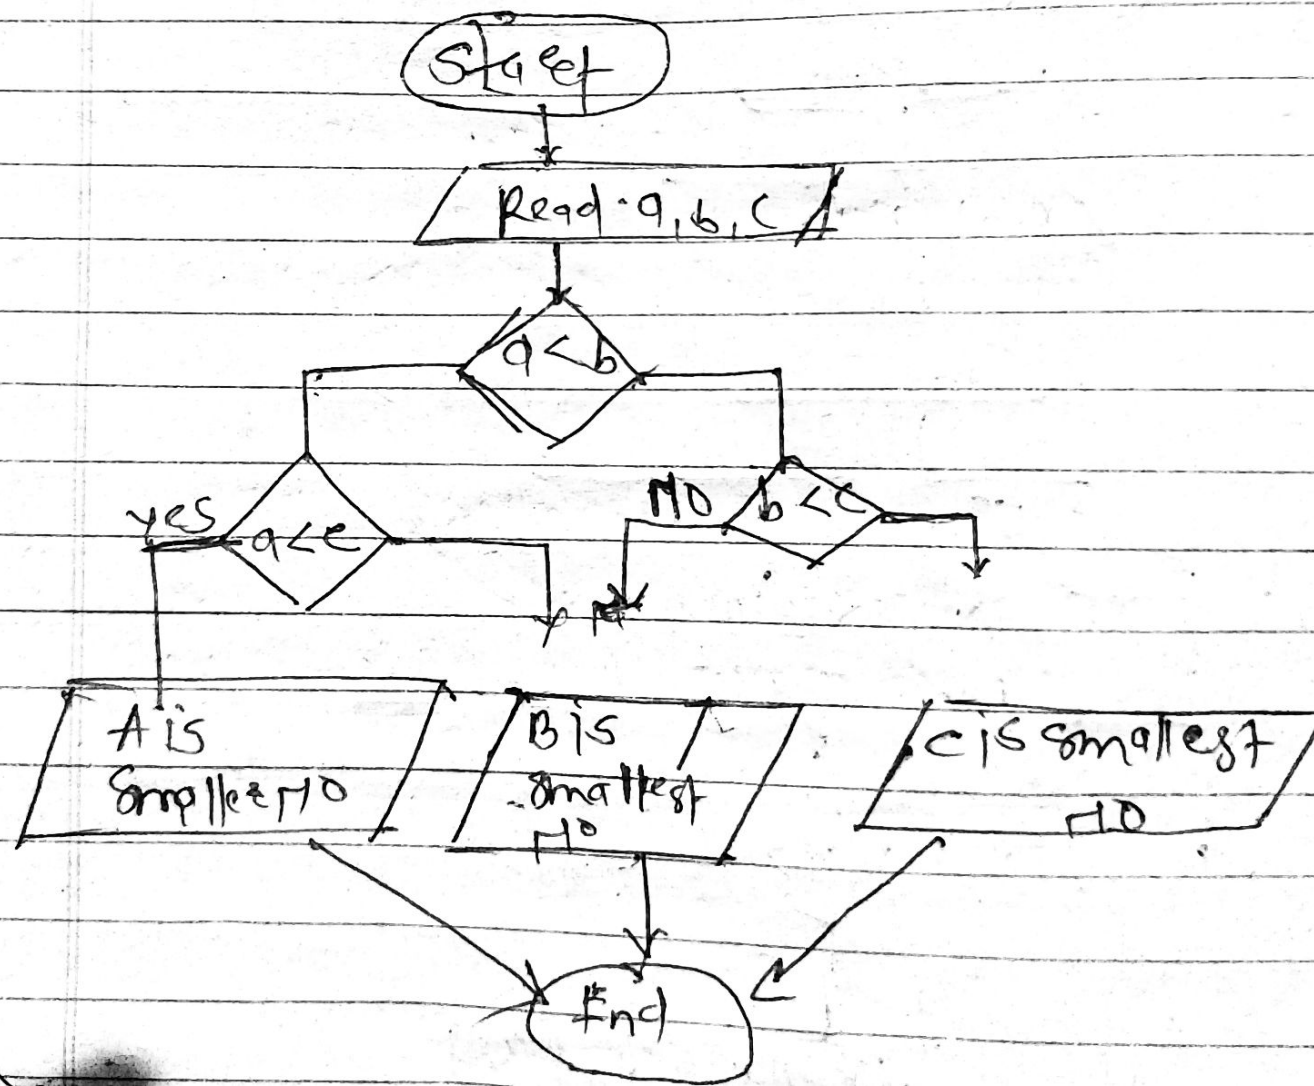 Start
Read a, b, c
a < b
NO
b < c
yes
a < c
A is
B is
C is smallest
smallest NO
smallest
NO
NO
End